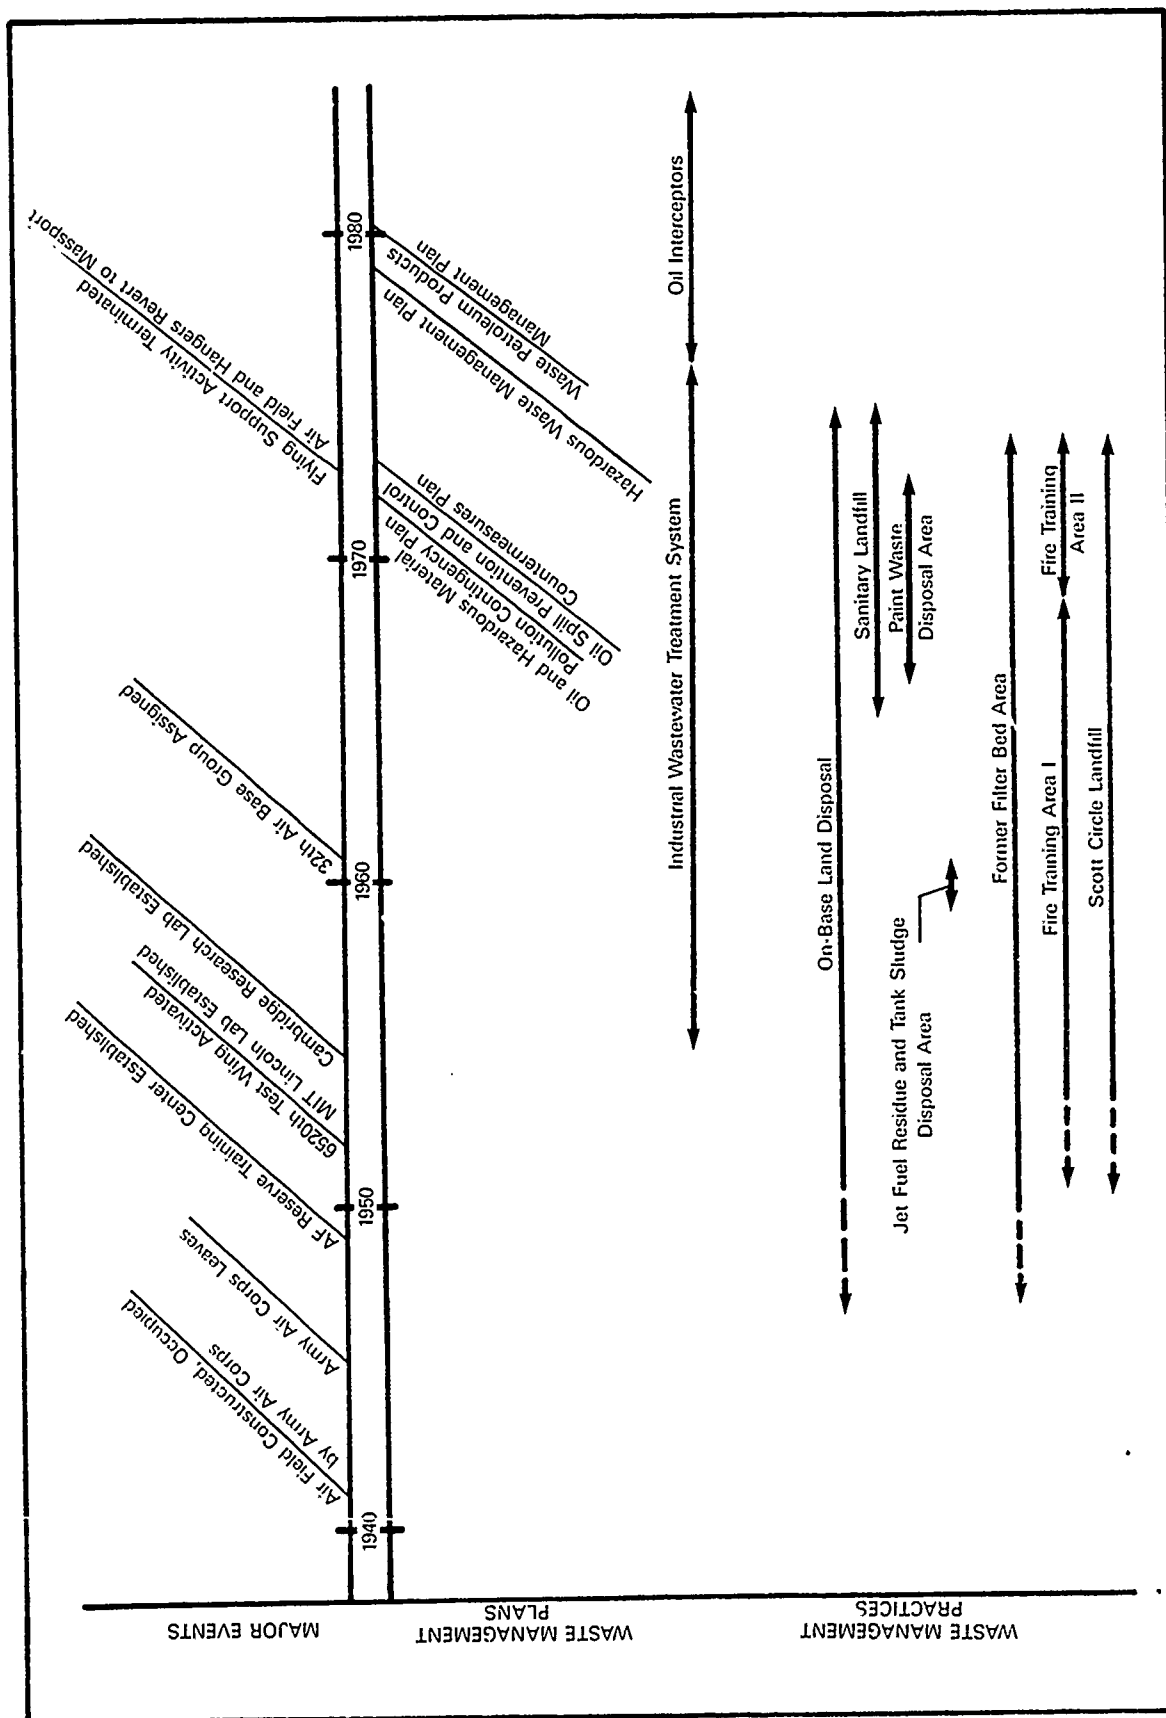 MAJOR EVENTS
Air Field Constructed, Occupied
by Army Air Corps
Army Air Corps Leaves
AF Reserve Training Center Established
6520th Test Wing Activated
MIT Lincoln Lab Established
Cambridge Research Lab Established
32th Air Base Group Assigned
Flying Support Activity Terminated
Air Field and Hangers Revert to Massport
1940
1950
1960
1970
1980
WASTE MANAGEMENT
PLANS
Oil and Hazardous Material
Pollution Contingency Plan
Oil Spill Prevention and Control
Countermeasures Plan
Hazardous Waste Management Plan
Waste Petroleum Products
Management Plan
WASTE MANAGEMENT
PRACTICES
Industrial Wastewater Treatment System
Oil Interceptors
On-Base Land Disposal
Sanitary Landfill
Paint Waste
Disposal Area
Jet Fuel Residue and Tank Sludge
Disposal Area
Former Filter Bed Area
Fire Training Area I
Fire Training
Area II
Scott Circle Landfill